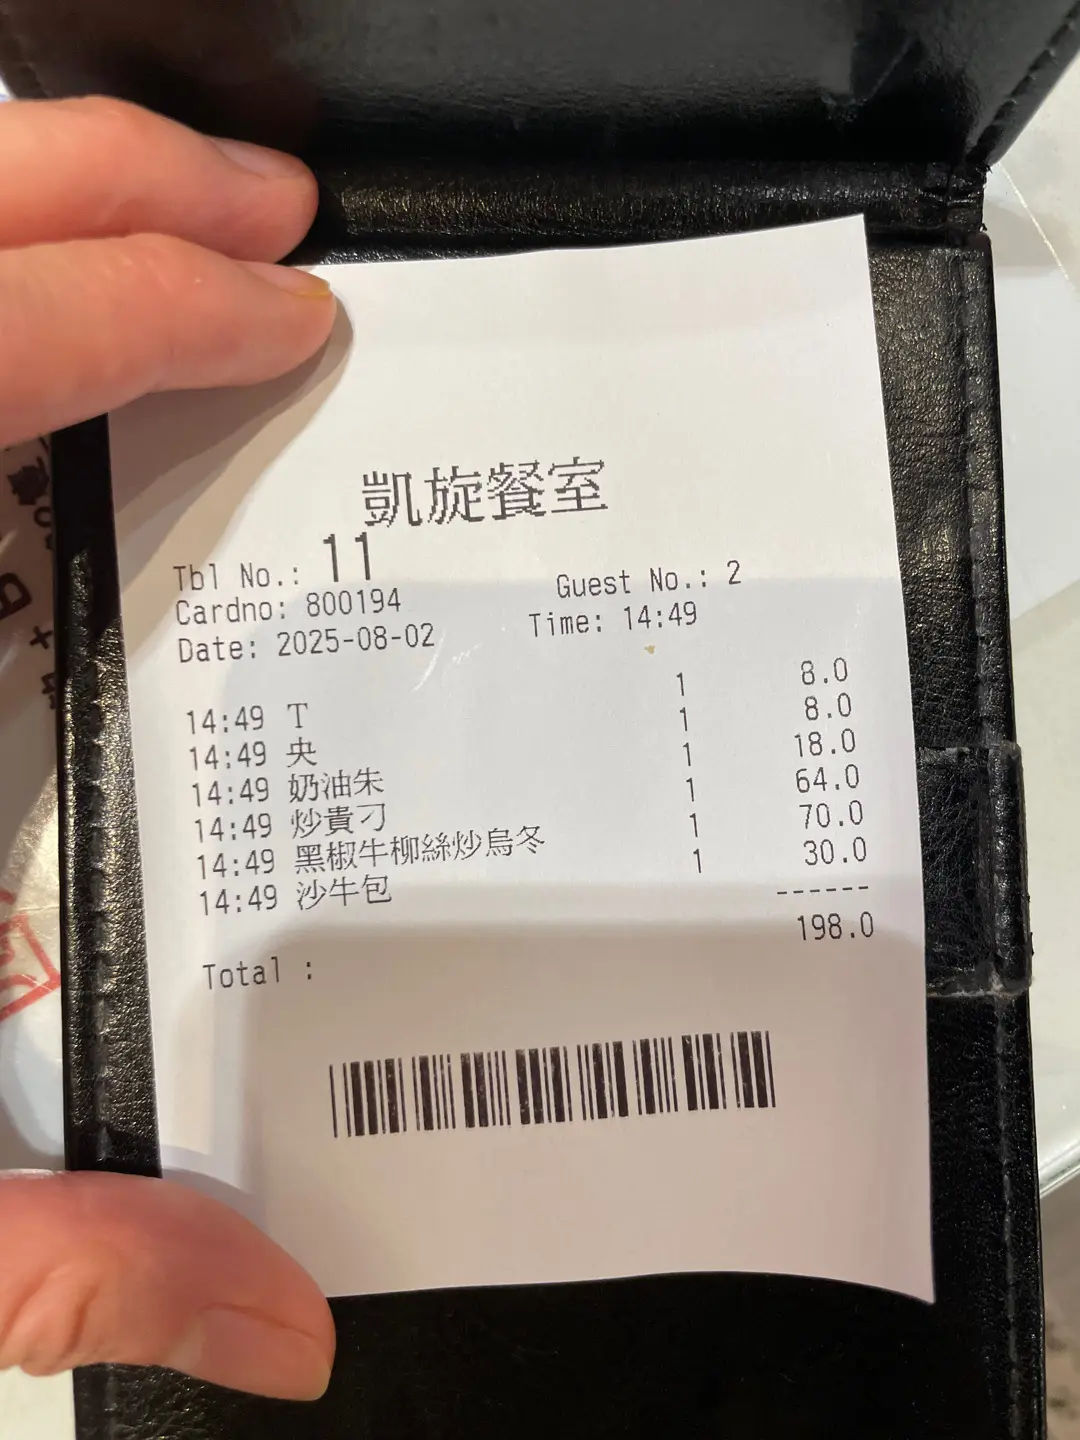 凱旋餐室
Tbl No.: 11
Guest No.: 2
Cardno: 800194
Date: 2025-08-02 Time: 14:49
14:49 T 1 8.0
14:49 央 1 8.0
14:49 奶油朱 1 18.0
14:49 炒貴刁 1 64.0
14:49 黑椒牛柳絲炒烏冬 1 70.0
14:49 沙牛包 1 30.0
------
Total : 198.0